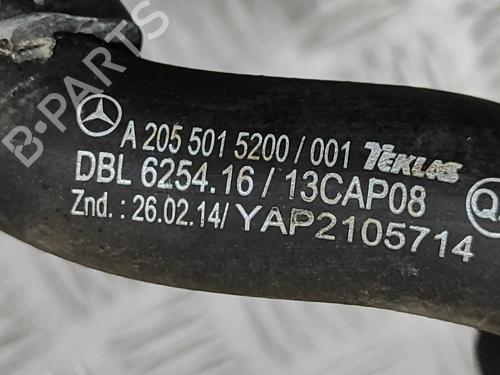 A 205 501 5200 / 001 TEKLAS
DBL 6254.16 / 13CAP08 Q
Znd. : 26.02.14/ YAP2105714
B-PARTS